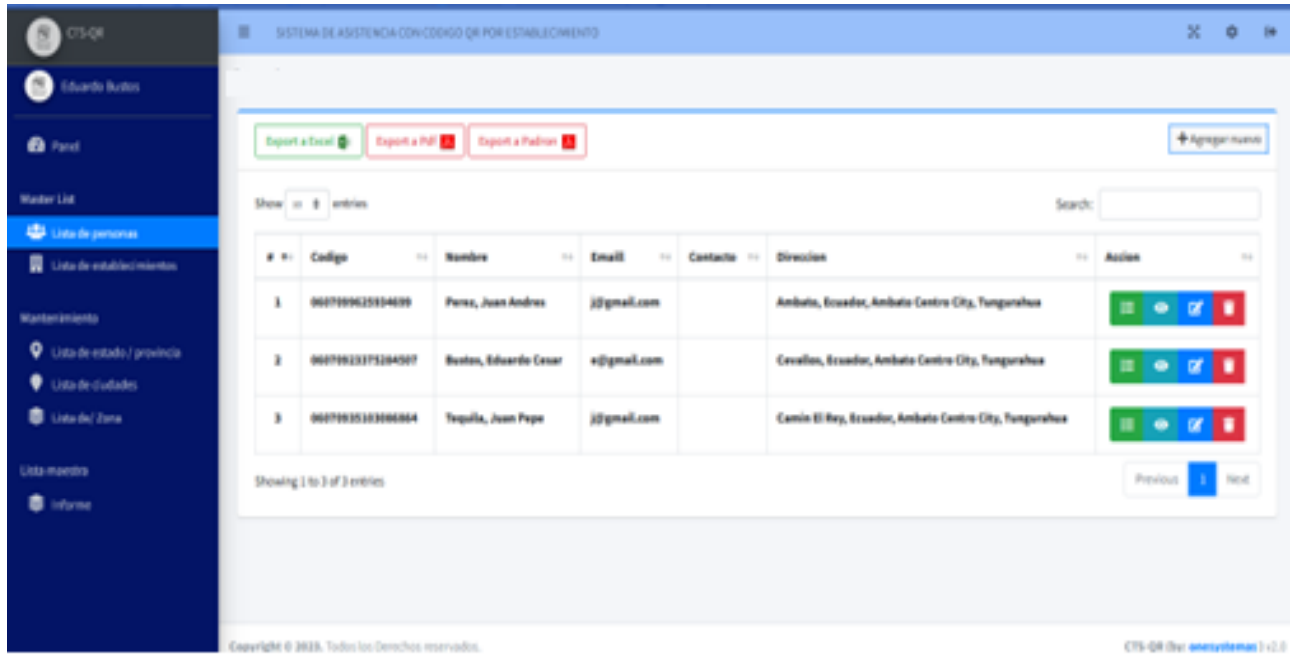 CTS-QR
SISTEMA DE ASISTENCIA CON CODIGO QR POR ESTABLECIMIENTO
Eduardo Bustos
Panel
Master List
Lista de personas
Lista de establecimientos
Mantenimiento
Lista de estado / provincia
Lista de ciudades
Lista de/ Zona
Lista maestro
Informe
Export a Excel
Export a Pdf
Export a Padron
Agregar nuevo
Show 10 entries
Search:
# Codigo Nombre Emaill Contacto Direccion Accion
1 Perez, Juan Andres j@gmail.com Ambato, Ecuador, Ambato Centro City, Tungurahua
2 Bustos, Eduardo Cesar e@gmail.com Cevallos, Ecuador, Ambato Centro City, Tungurahua
3 Tequila, Juan Pepe j@gmail.com Camin El Rey, Ecuador, Ambato Centro City, Tungurahua
Showing 1 to 3 of 3 entries
Previous 1 Next
Copyright © Todos los Derechos reservados.
CTS-QR (by: onesystemas ) v2.0